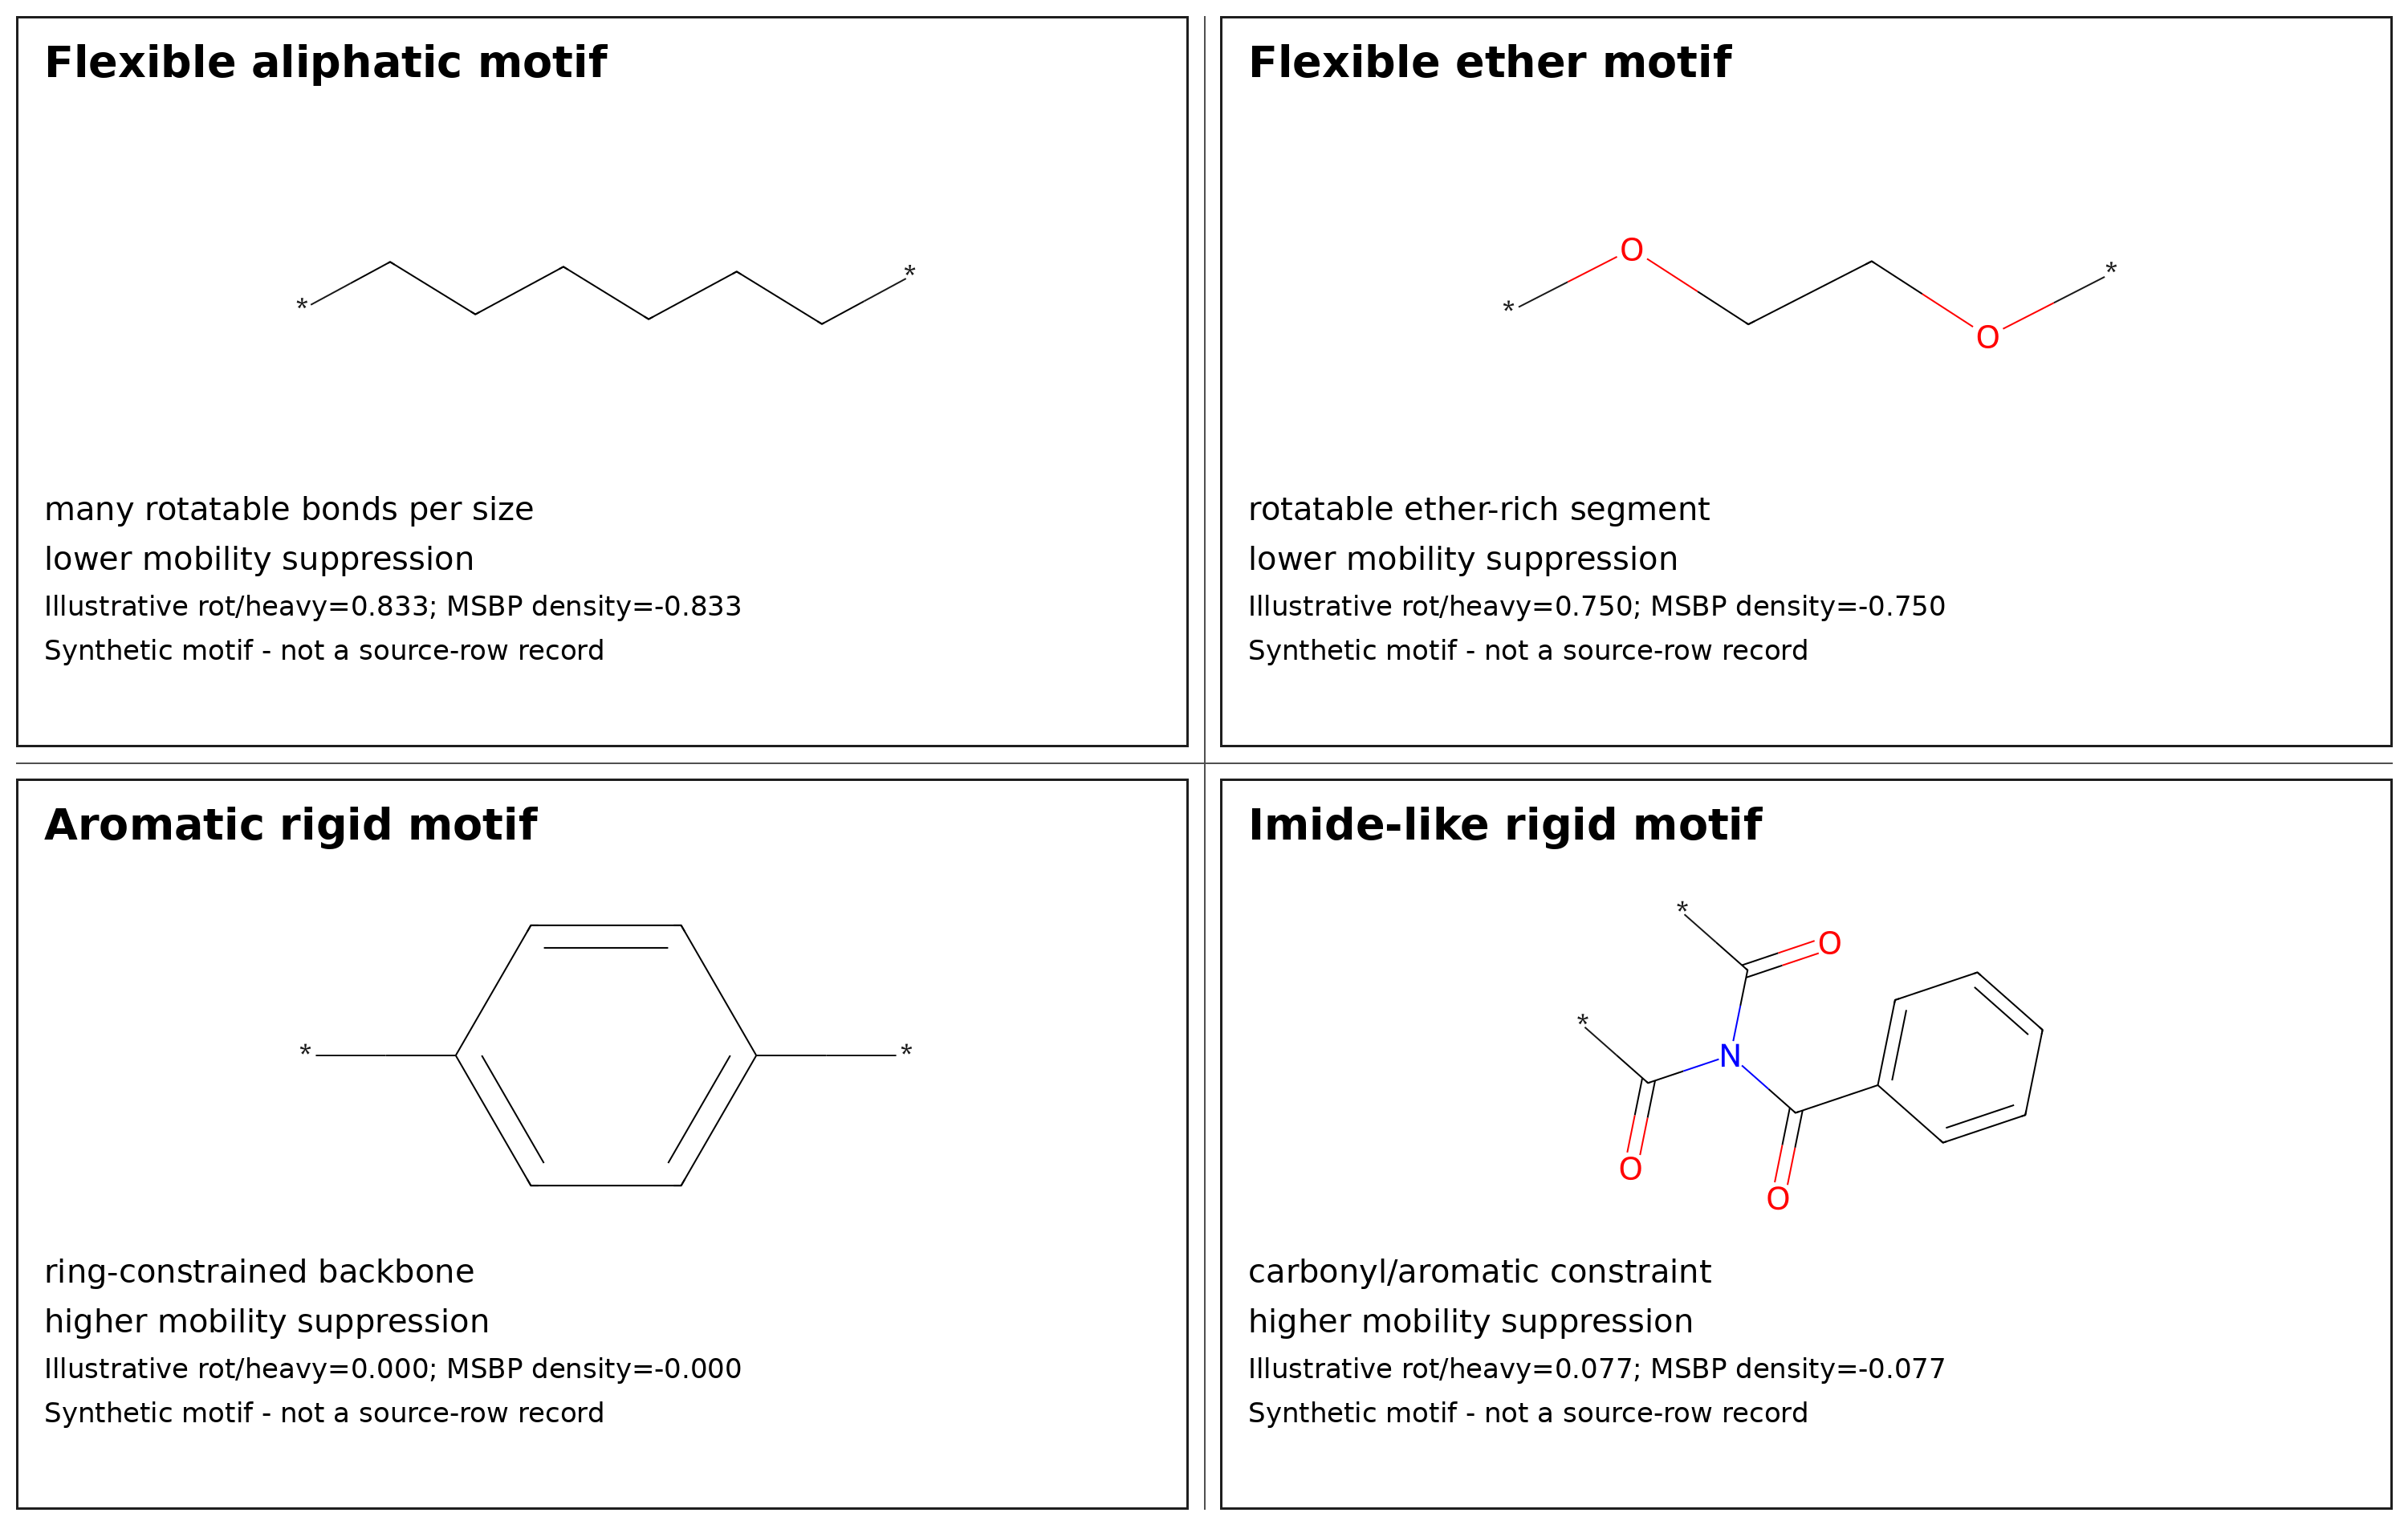 Flexible aliphatic motif
*
*
many rotatable bonds per size
lower mobility suppression
Illustrative rot/heavy=0.833; MSBP density=-0.833
Synthetic motif - not a source-row record
Flexible ether motif
O
*
*
O
rotatable ether-rich segment
lower mobility suppression
Illustrative rot/heavy=0.750; MSBP density=-0.750
Synthetic motif - not a source-row record
Aromatic rigid motif
*
*
ring-constrained backbone
higher mobility suppression
Illustrative rot/heavy=0.000; MSBP density=-0.000
Synthetic motif - not a source-row record
Imide-like rigid motif
*
O
*
N
O
O
carbonyl/aromatic constraint
higher mobility suppression
Illustrative rot/heavy=0.077; MSBP density=-0.077
Synthetic motif - not a source-row record